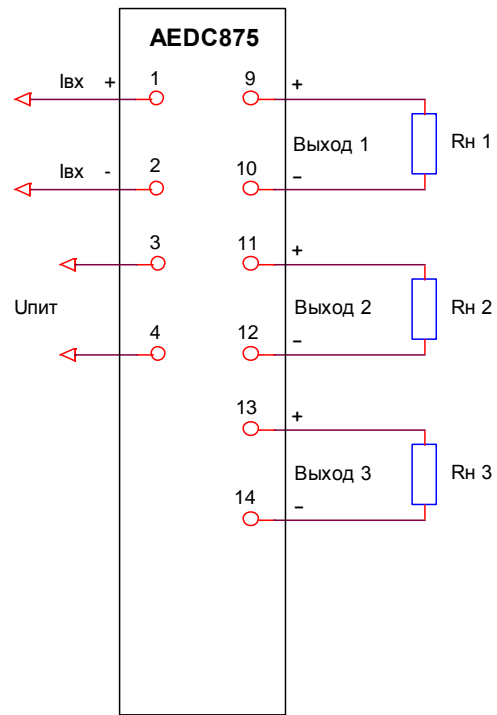 AEDC875
Iвх + 1 9 +
Выход 1 Rн 1
Iвх - 2 10 –
3 11 +
Uпит Выход 2 Rн 2
4 12 –
13 +
Выход 3 Rн 3
14 –